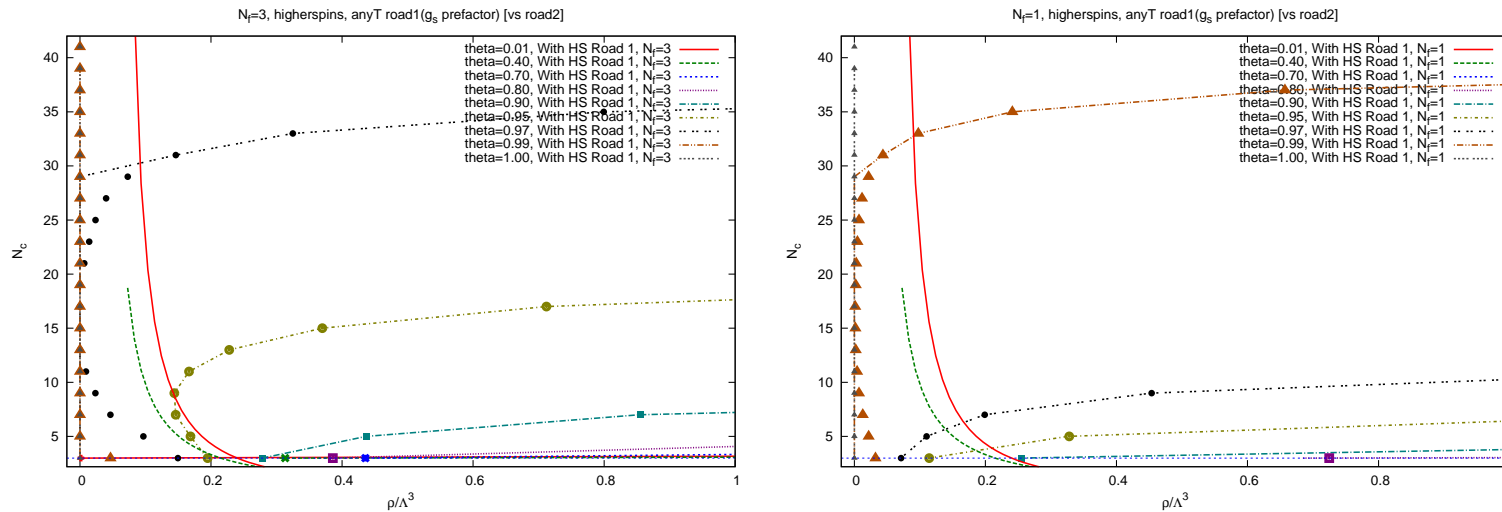 N_f=3, higherspins, anyT road1(g_s prefactor) [vs road2]
theta=0.01, With HS Road 1, N_f=3
theta=0.40, With HS Road 1, N_f=3
theta=0.70, With HS Road 1, N_f=3
theta=0.80, With HS Road 1, N_f=3
theta=0.90, With HS Road 1, N_f=3
theta=0.95, With HS Road 1, N_f=3
theta=0.97, With HS Road 1, N_f=3
theta=0.99, With HS Road 1, N_f=3
theta=1.00, With HS Road 1, N_f=3
40
35
30
25
20
15
10
5
N_c
0
0.2
0.4
0.6
0.8
1
ρ/Λ^3
N_f=1, higherspins, anyT road1(g_s prefactor) [vs road2]
theta=0.01, With HS Road 1, N_f=1
theta=0.40, With HS Road 1, N_f=1
theta=0.70, With HS Road 1, N_f=1
theta=0.80, With HS Road 1, N_f=1
theta=0.90, With HS Road 1, N_f=1
theta=0.95, With HS Road 1, N_f=1
theta=0.97, With HS Road 1, N_f=1
theta=0.99, With HS Road 1, N_f=1
theta=1.00, With HS Road 1, N_f=1
40
35
30
25
20
15
10
5
N_c
0
0.2
0.4
0.6
0.8
ρ/Λ^3